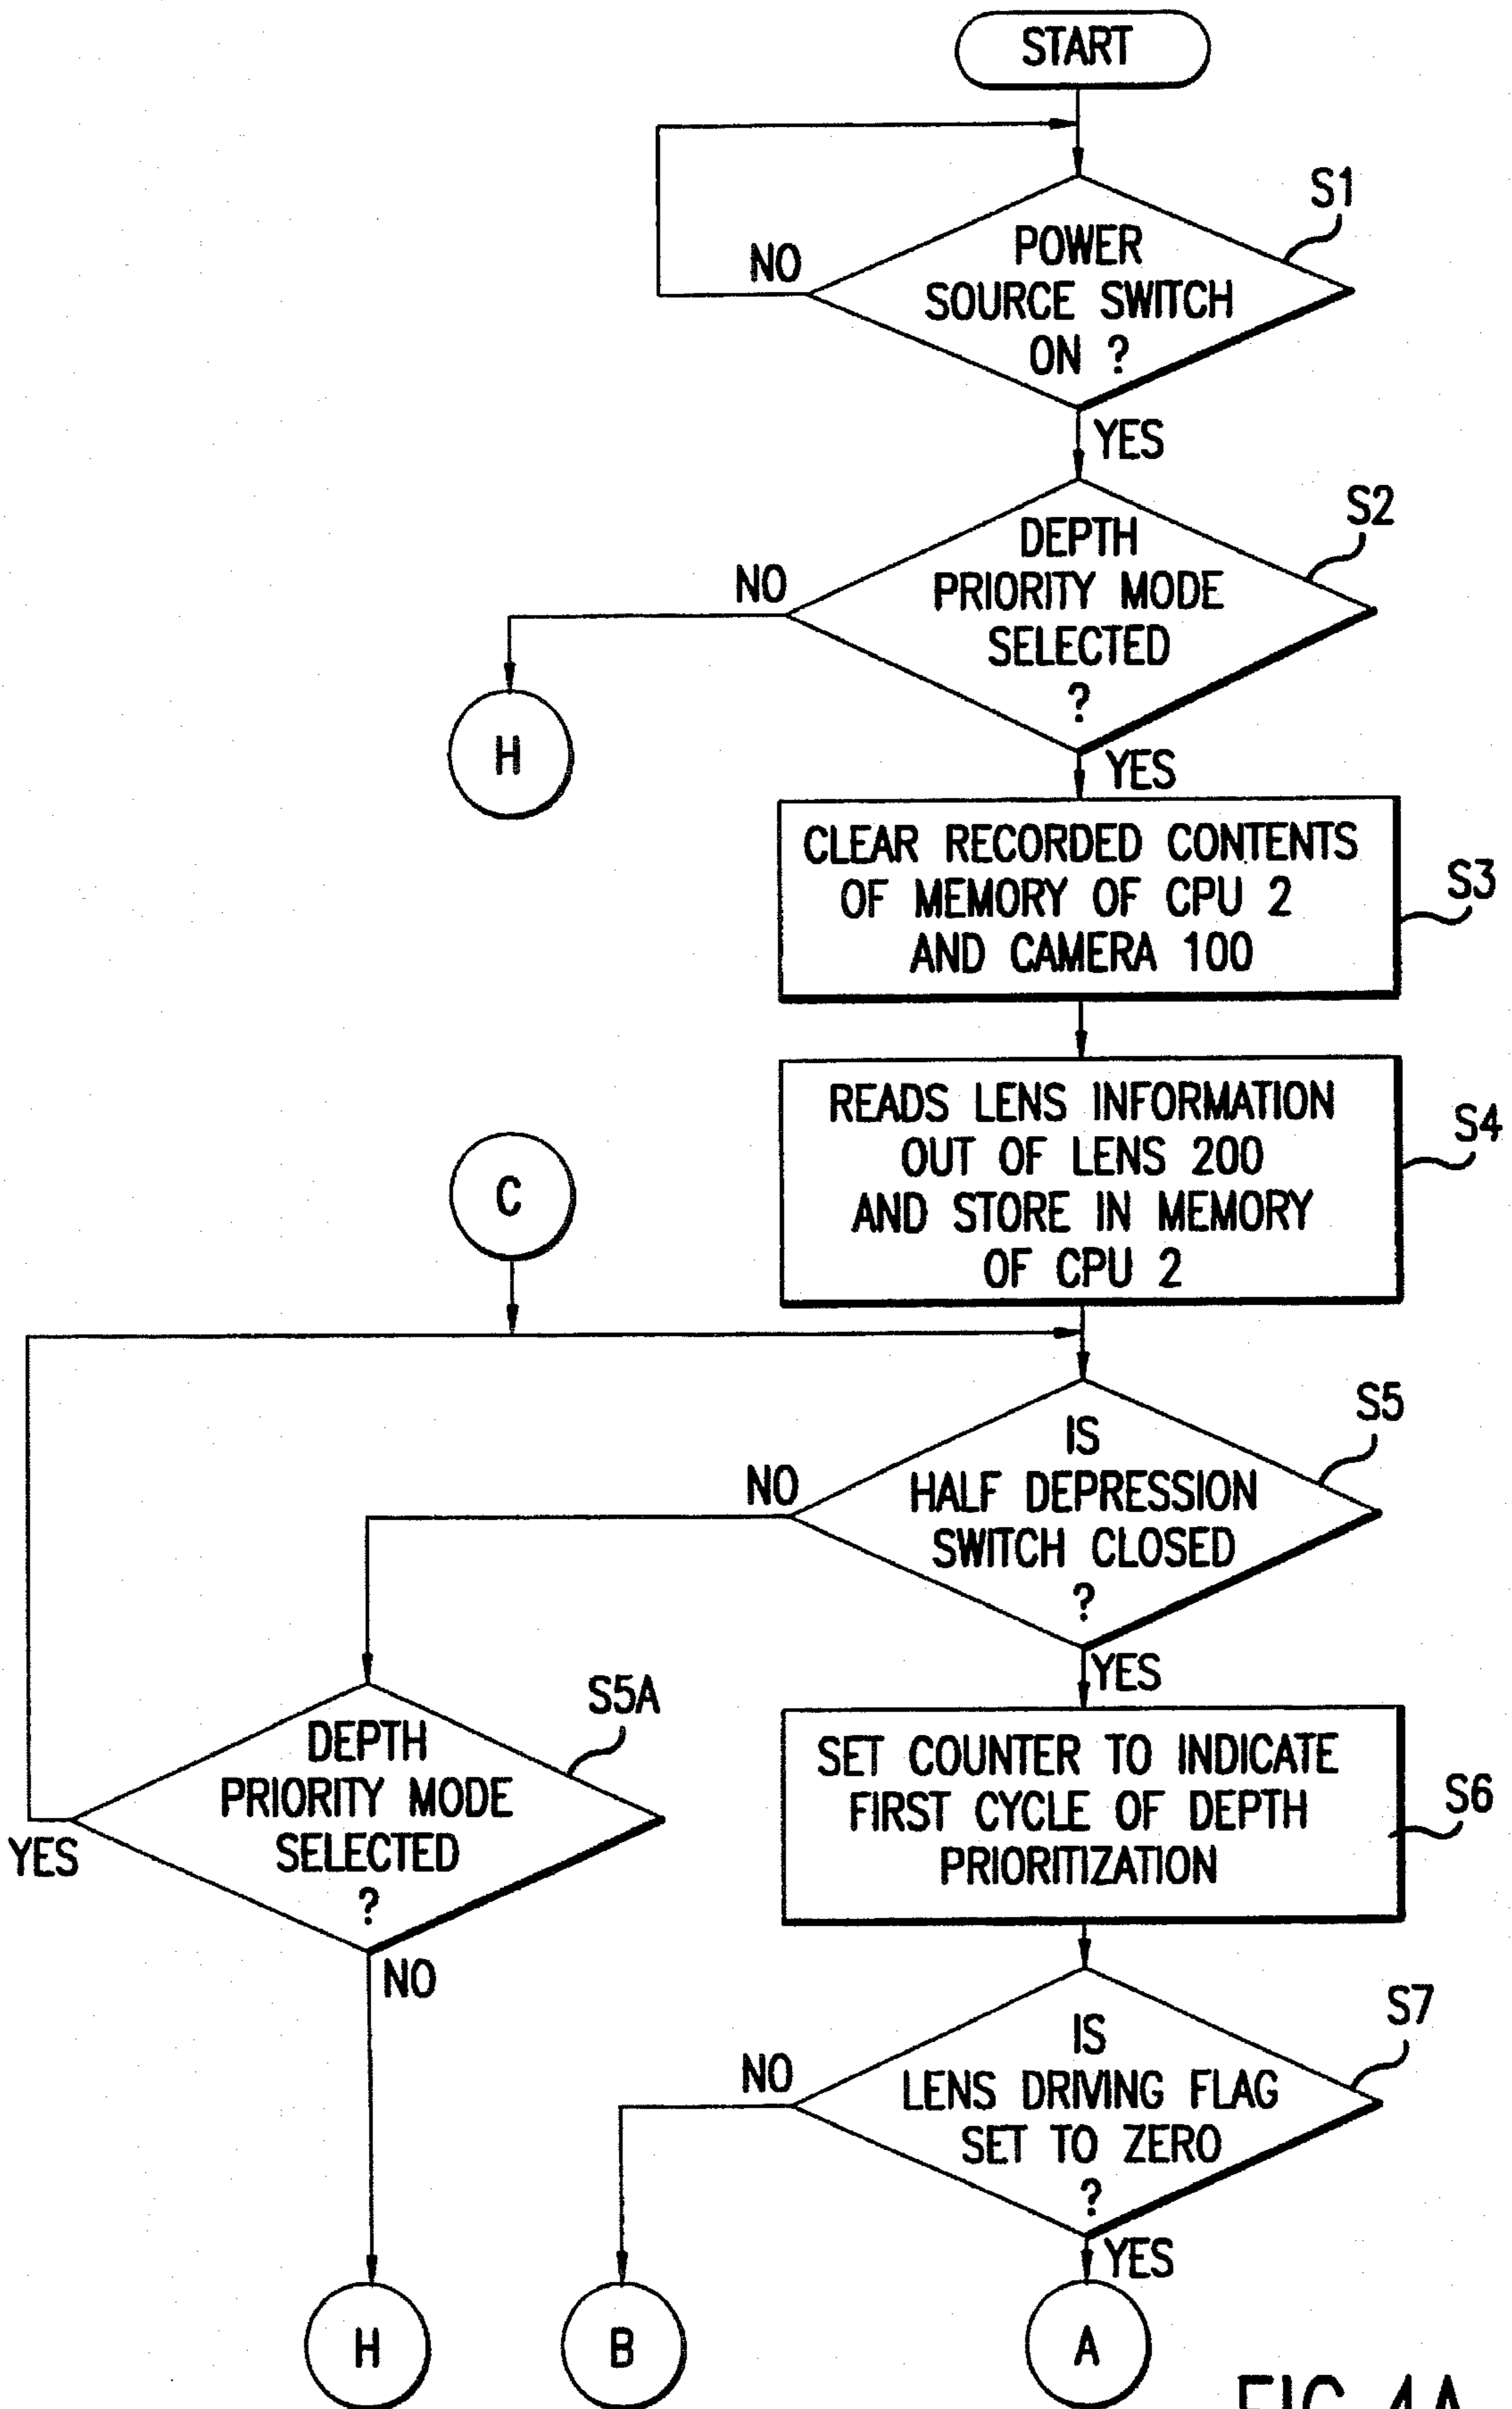 START
S1
NO
POWER
SOURCE SWITCH
ON ?
YES
S2
NO
DEPTH
PRIORITY MODE
SELECTED
?
H
YES
CLEAR RECORDED CONTENTS
OF MEMORY OF CPU 2
AND CAMERA 100
S3
READS LENS INFORMATION
OUT OF LENS 200
AND STORE IN MEMORY
OF CPU 2
S4
C
S5
NO
IS
HALF DEPRESSION
SWITCH CLOSED
?
YES
S5A
DEPTH
PRIORITY MODE
SELECTED
?
YES
NO
SET COUNTER TO INDICATE
FIRST CYCLE OF DEPTH
PRIORITIZATION
S6
S7
NO
IS
LENS DRIVING FLAG
SET TO ZERO
?
YES
H
B
A
FIG. 4A